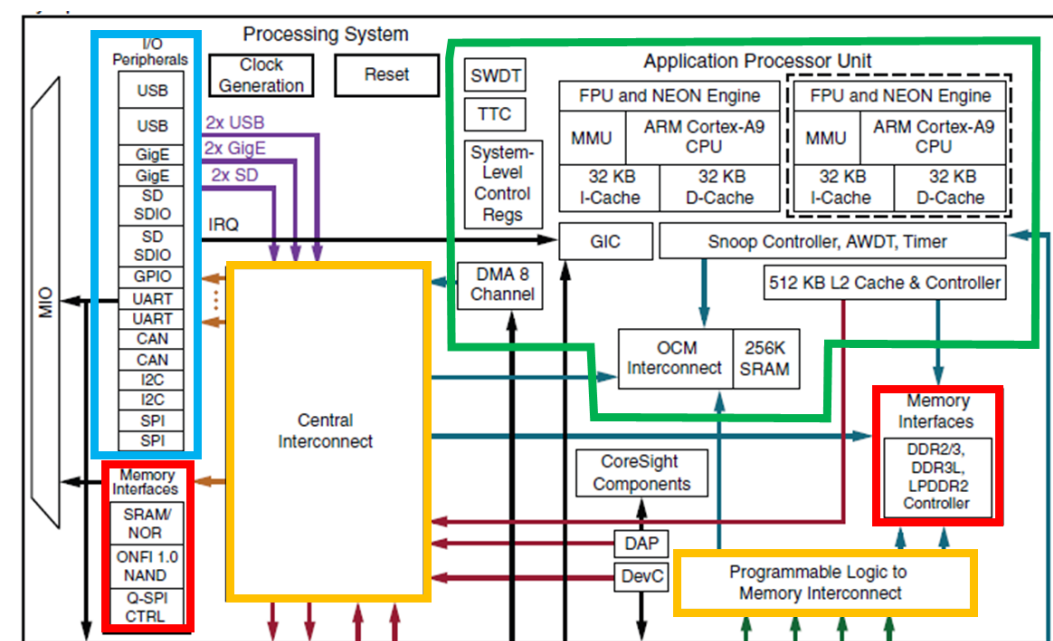 Processing System
I/O
Peripherals
USB
USB
GigE
GigE
SD
SDIO
SD
SDIO
GPIO
UART
UART
CAN
CAN
I2C
I2C
SPI
SPI
Memory
Interfaces
SRAM/
NOR
ONFI 1.0
NAND
Q-SPI
CTRL
MIO
Clock
Generation
Reset
2x USB
2x GigE
2x SD
IRQ
Central
Interconnect
SWDT
TTC
System-
Level
Control
Regs
DMA 8
Channel
Application Processor Unit
FPU and NEON Engine
MMU
ARM Cortex-A9
CPU
32 KB
I-Cache
32 KB
D-Cache
FPU and NEON Engine
MMU
ARM Cortex-A9
CPU
32 KB
I-Cache
32 KB
D-Cache
GIC
Snoop Controller, AWDT, Timer
512 KB L2 Cache & Controller
OCM
Interconnect
256K
SRAM
Memory
Interfaces
DDR2/3,
DDR3L,
LPDDR2
Controller
CoreSight
Components
DAP
DevC
Programmable Logic to
Memory Interconnect